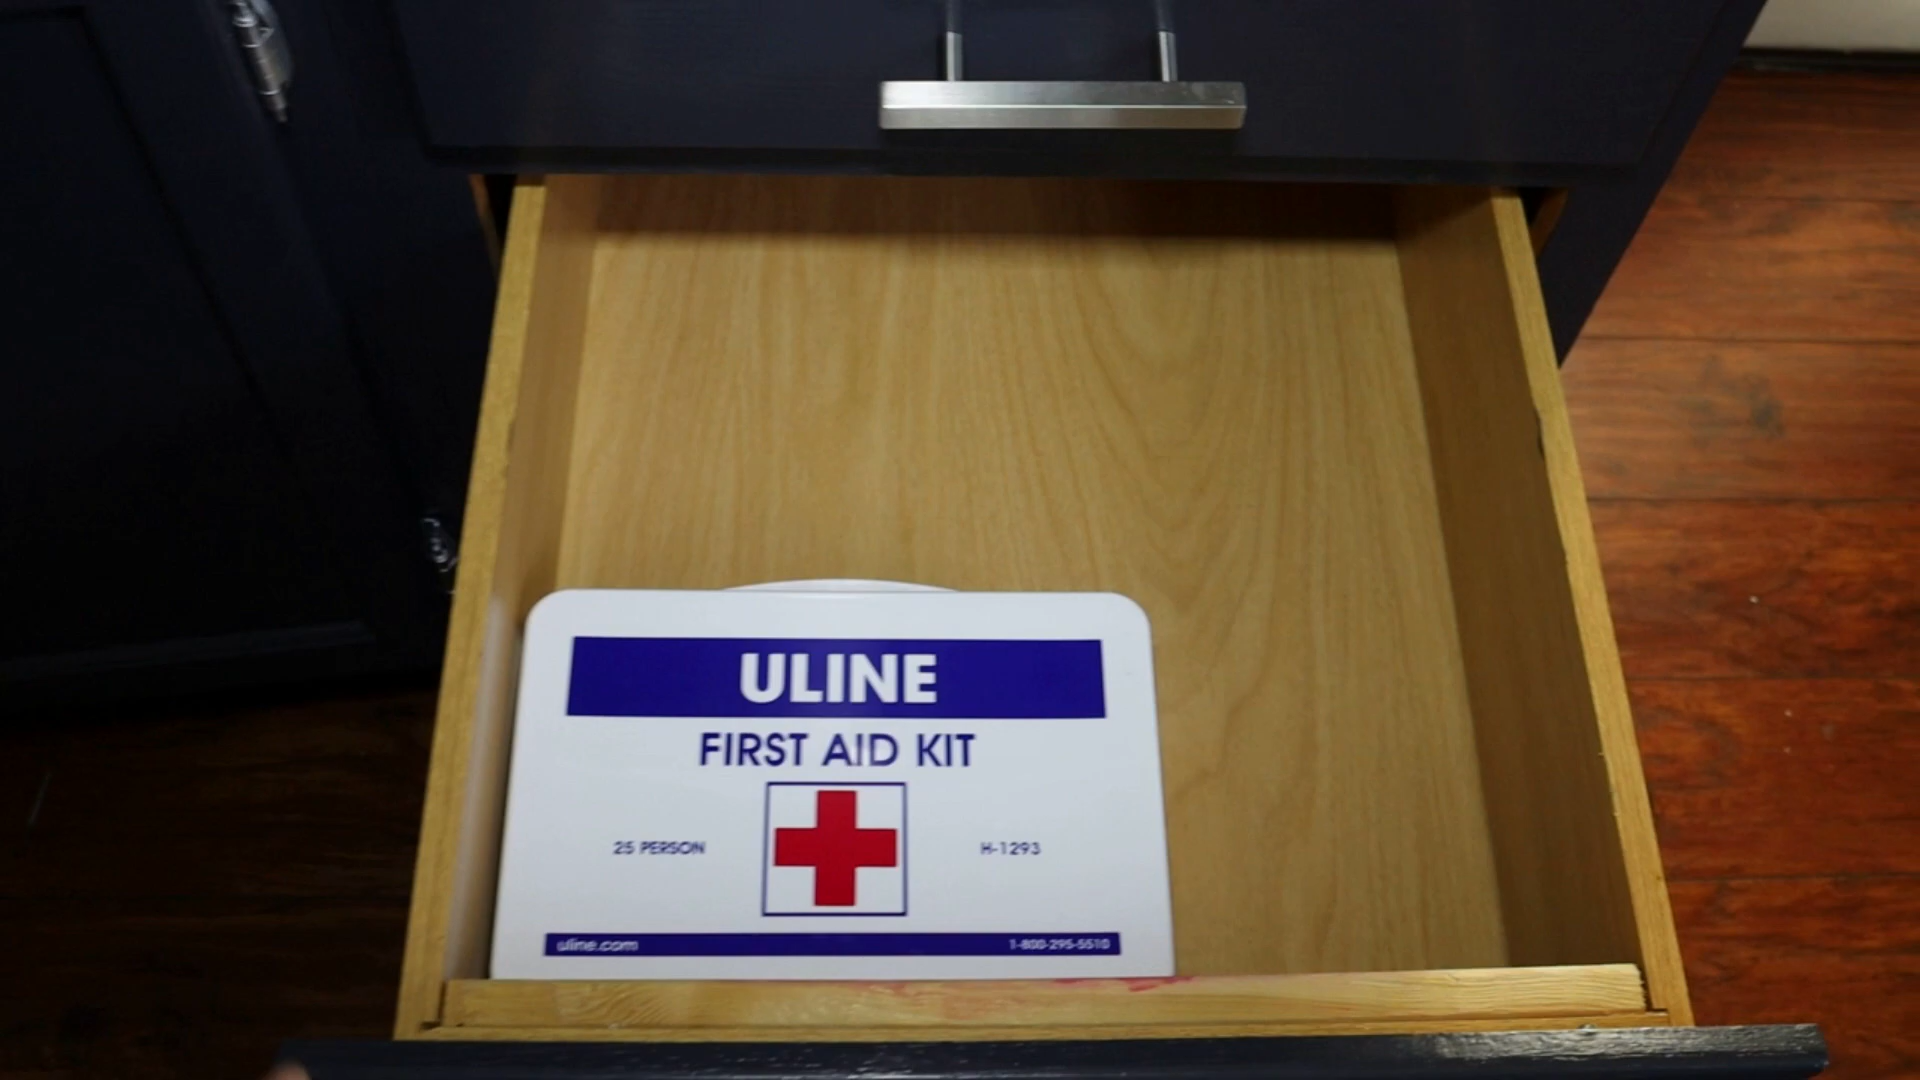 ULINE
FIRST AID KIT
25 PERSON
H-1293
uline.com
1-800-295-5510